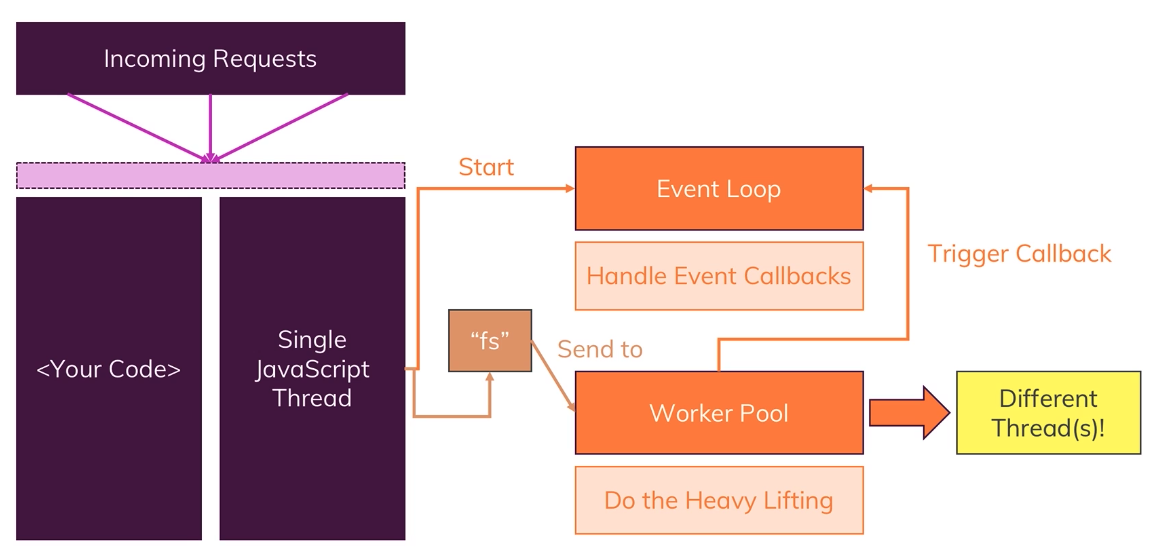 Incoming Requests
Start
Event Loop
Trigger Callback
Handle Event Callbacks
<Your Code>
Single
JavaScript
Thread
“fs”
Send to
Worker Pool
Different
Thread(s)!
Do the Heavy Lifting